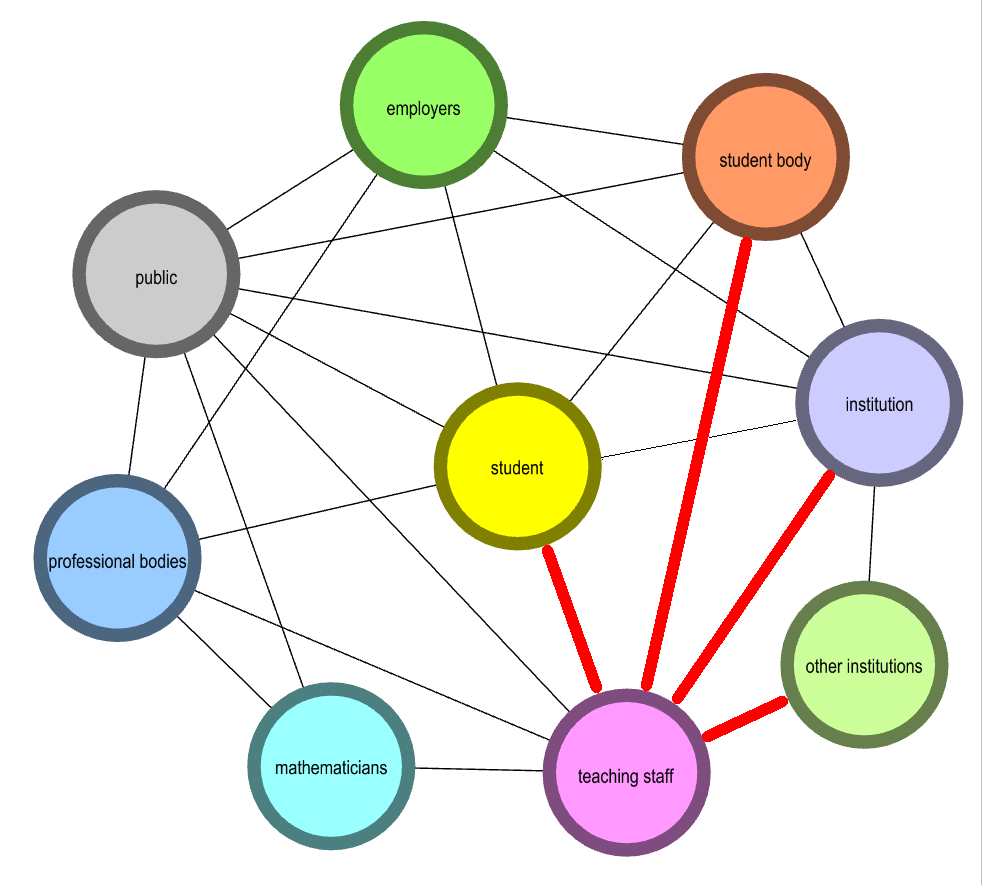 employers
student body
public
institution
student
professional bodies
other institutions
mathematicians
teaching staff